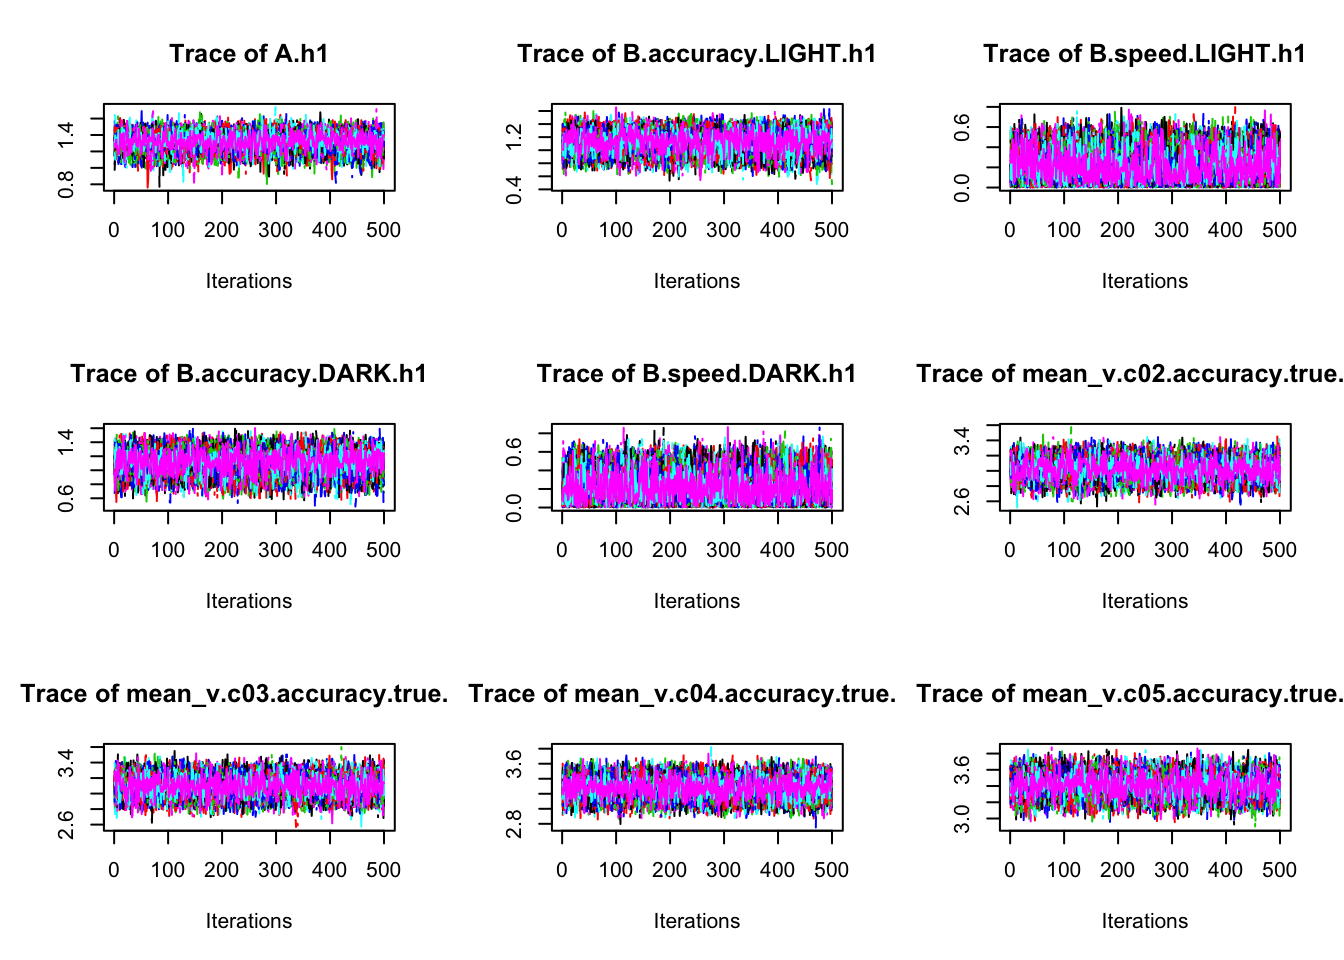 Trace of A.h1
1.4
0.8
0 100 200 300 400 500
Iterations
Trace of B.accuracy.LIGHT.h1
1.2
0.4
0 100 200 300 400 500
Iterations
Trace of B.speed.LIGHT.h1
0.6
0.0
0 100 200 300 400 500
Iterations
Trace of B.accuracy.DARK.h1
1.4
0.6
0 100 200 300 400 500
Iterations
Trace of B.speed.DARK.h1
0.6
0.0
0 100 200 300 400 500
Iterations
Trace of mean_v.c02.accuracy.true.
3.4
2.6
0 100 200 300 400 500
Iterations
Trace of mean_v.c03.accuracy.true.
3.4
2.6
0 100 200 300 400 500
Iterations
Trace of mean_v.c04.accuracy.true.
3.6
2.8
0 100 200 300 400 500
Iterations
Trace of mean_v.c05.accuracy.true.
3.6
3.0
0 100 200 300 400 500
Iterations